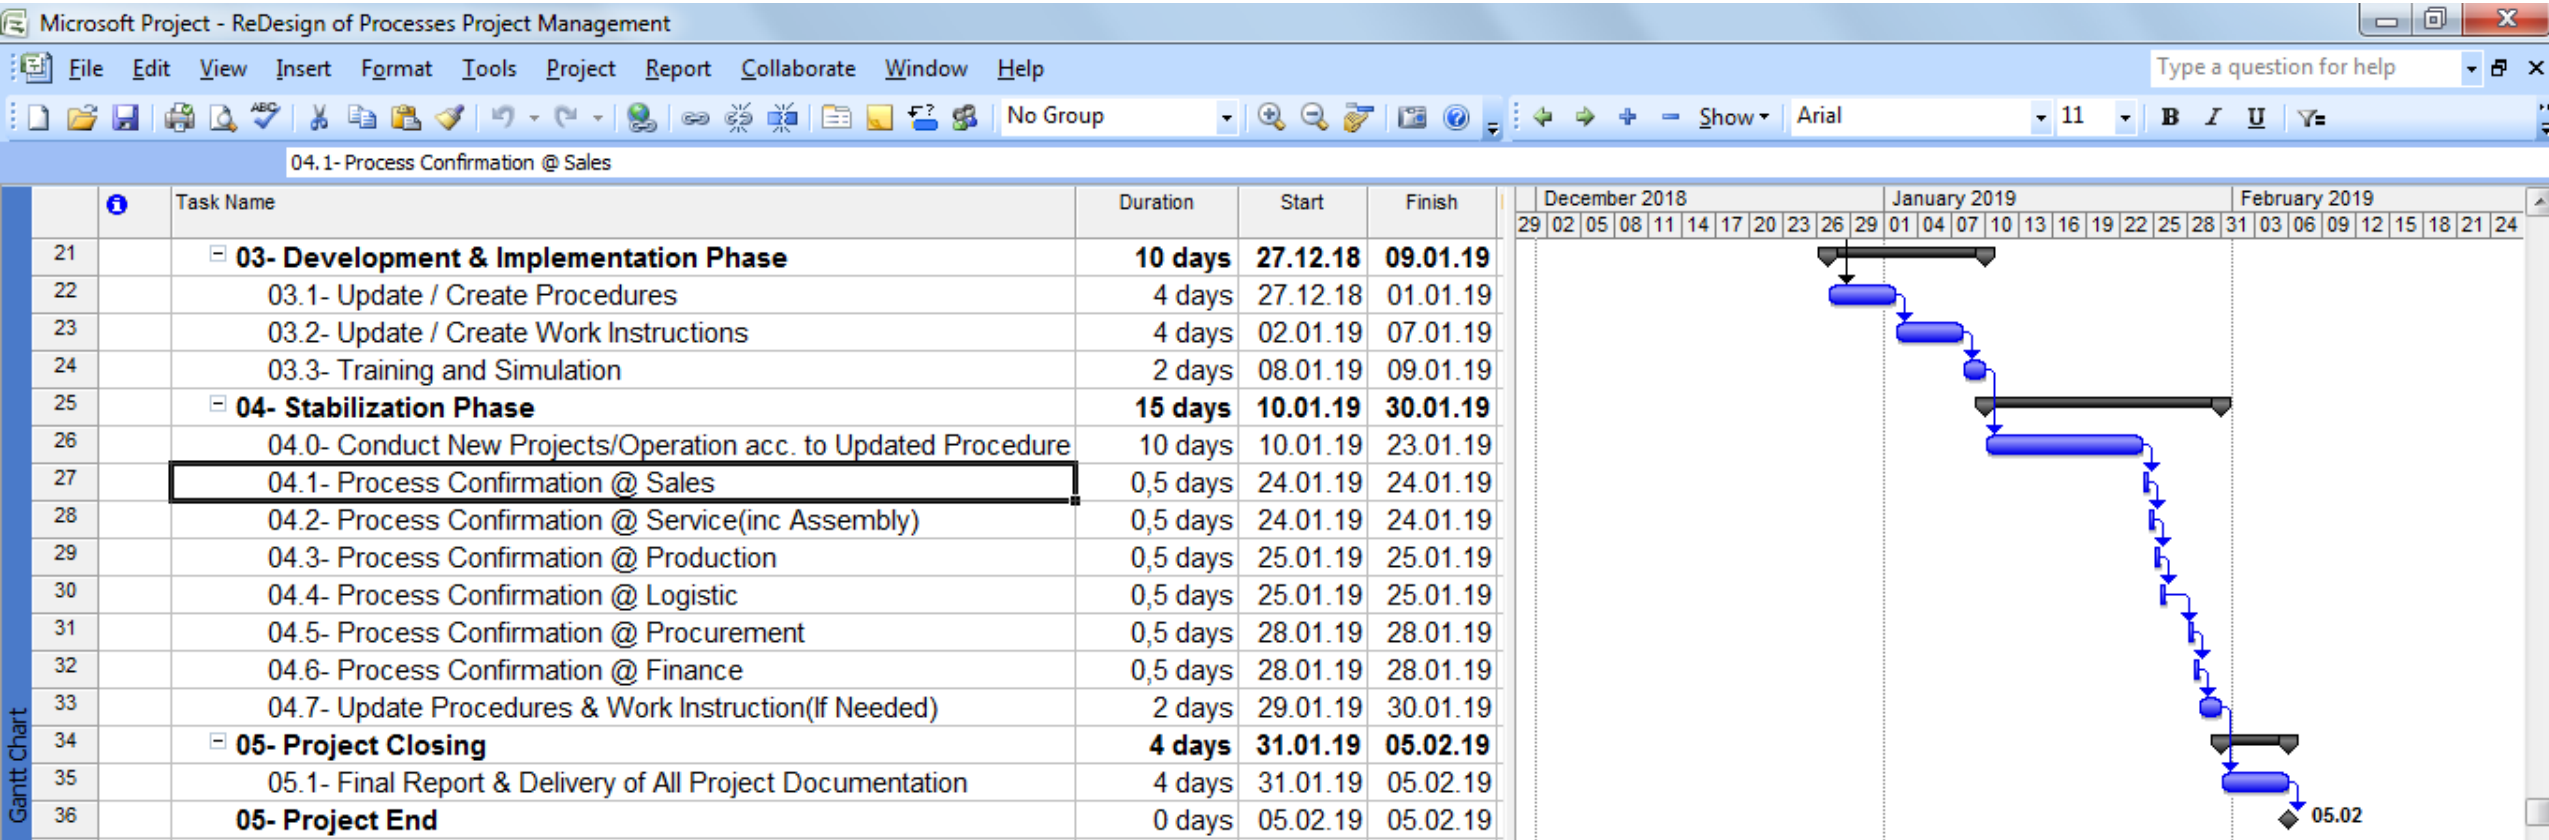 Microsoft Project - ReDesign of Processes Project Management
File Edit View Insert Format Tools Project Report Collaborate Window Help Type a question for help
ABC No Group Show Arial 11 B I U
04.1- Process Confirmation @ Sales
Task Name Duration Start Finish December 2018 January 2019 February 2019
29 02 05 08 11 14 17 20 23 26 29 01 04 07 10 13 16 19 22 25 28 31 03 06 09 12 15 18 21 24
21 03- Development & Implementation Phase 10 days 27.12.18 09.01.19
22 03.1- Update / Create Procedures 4 days 27.12.18 01.01.19
23 03.2- Update / Create Work Instructions 4 days 02.01.19 07.01.19
24 03.3- Training and Simulation 2 days 08.01.19 09.01.19
25 04- Stabilization Phase 15 days 10.01.19 30.01.19
26 04.0- Conduct New Projects/Operation acc. to Updated Procedure 10 days 10.01.19 23.01.19
27 04.1- Process Confirmation @ Sales 0,5 days 24.01.19 24.01.19
28 04.2- Process Confirmation @ Service(inc Assembly) 0,5 days 24.01.19 24.01.19
29 04.3- Process Confirmation @ Production 0,5 days 25.01.19 25.01.19
30 04.4- Process Confirmation @ Logistic 0,5 days 25.01.19 25.01.19
31 04.5- Process Confirmation @ Procurement 0,5 days 28.01.19 28.01.19
32 04.6- Process Confirmation @ Finance 0,5 days 28.01.19 28.01.19
33 04.7- Update Procedures & Work Instruction(If Needed) 2 days 29.01.19 30.01.19
34 05- Project Closing 4 days 31.01.19 05.02.19
35 05.1- Final Report & Delivery of All Project Documentation 4 days 31.01.19 05.02.19
36 05- Project End 0 days 05.02.19 05.02.19 05.02
Gantt Chart